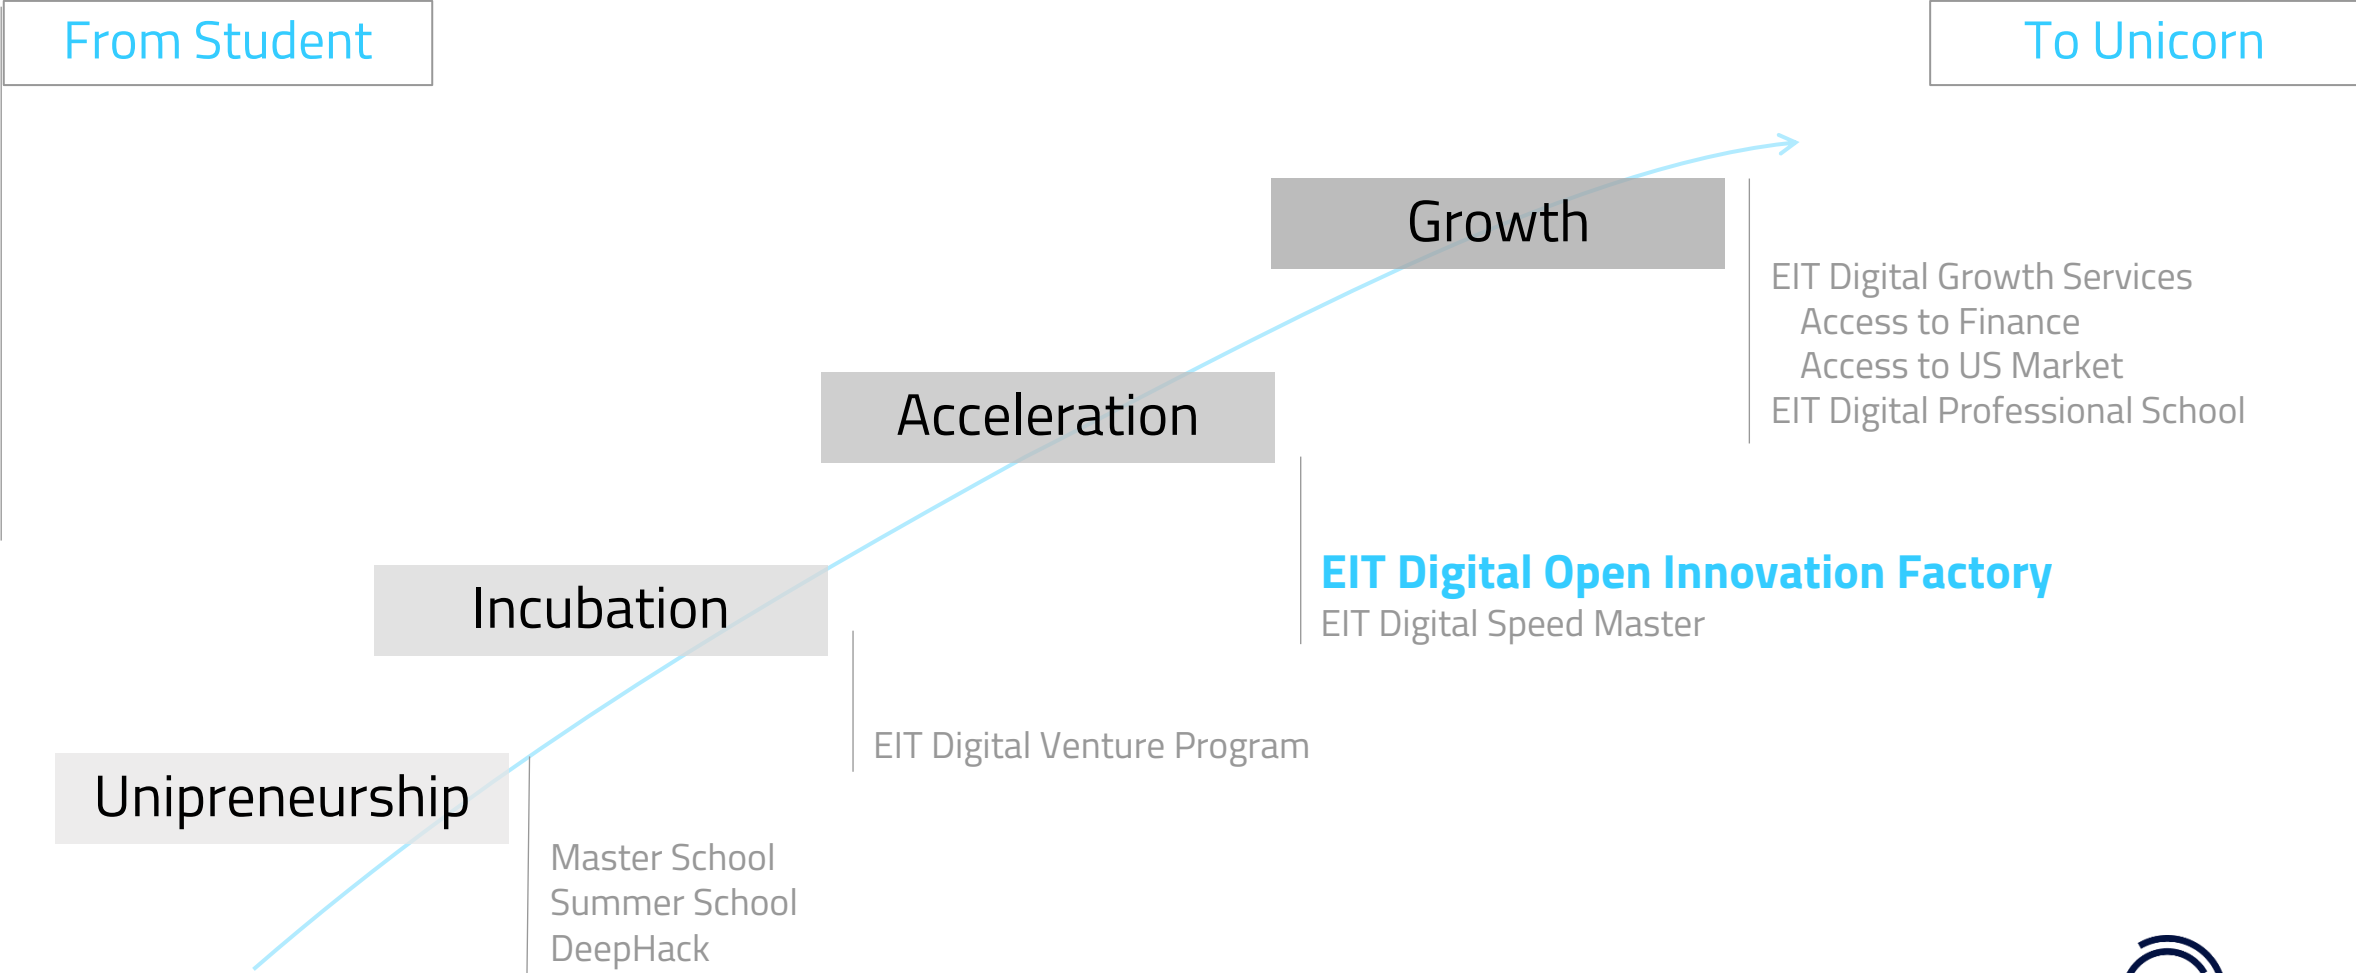 From Student
To Unicorn
Growth
EIT Digital Growth Services
Access to Finance
Access to US Market
EIT Digital Professional School
Acceleration
EIT Digital Open Innovation Factory
EIT Digital Speed Master
Incubation
EIT Digital Venture Program
Unipreneurship
Master School
Summer School
DeepHack